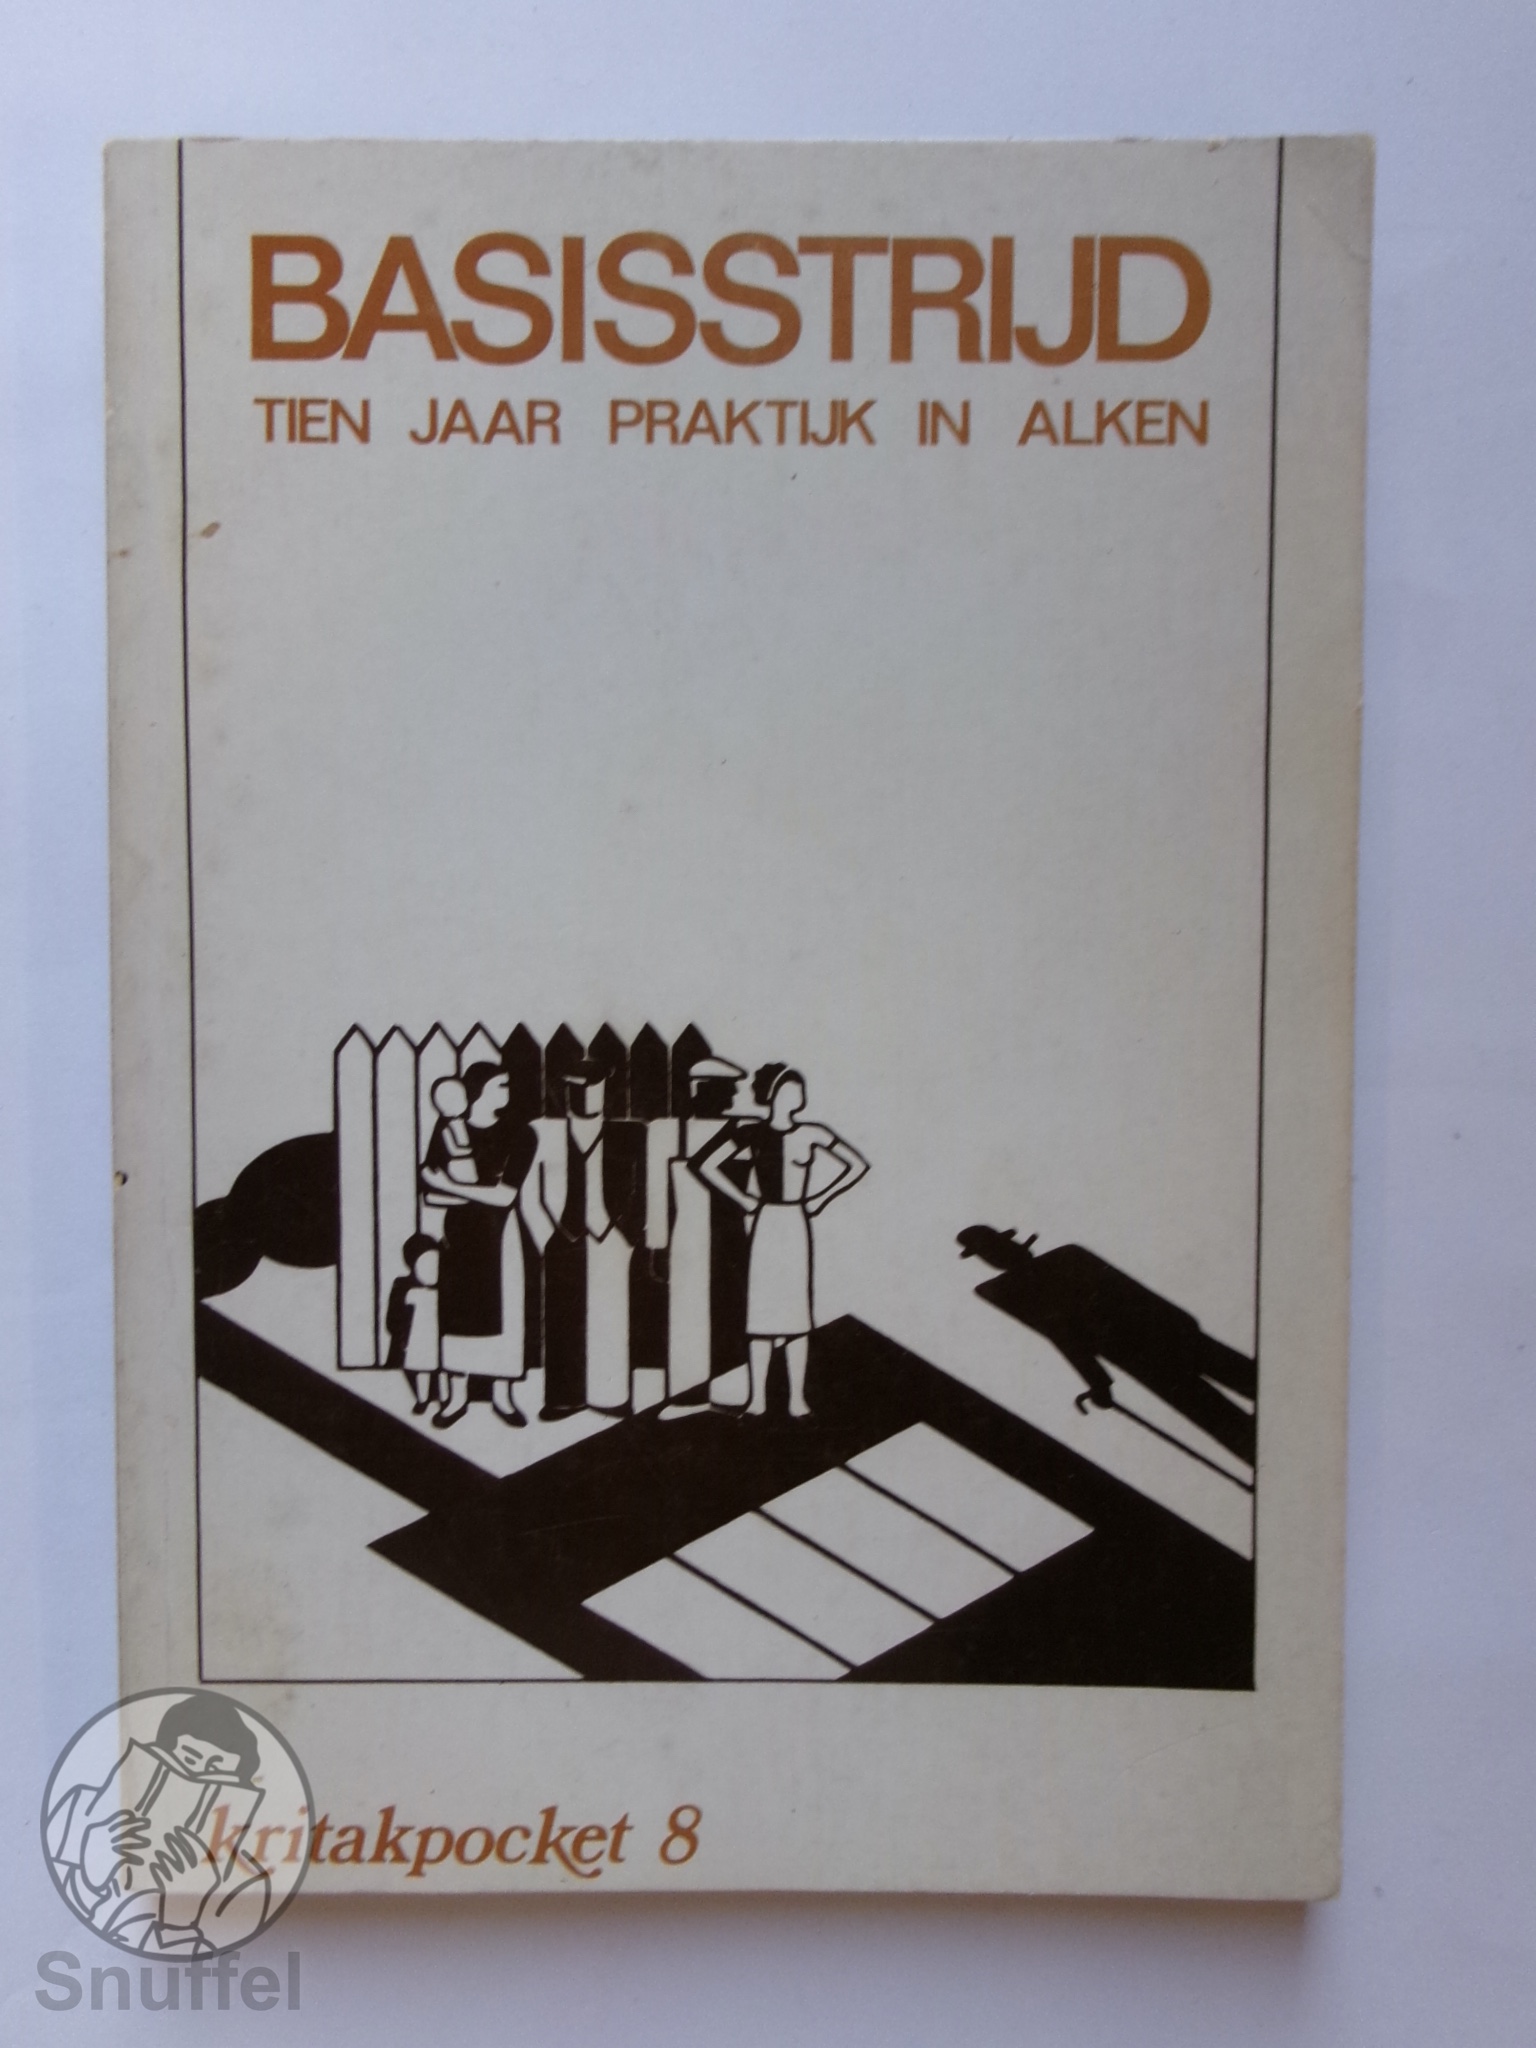 BASISSTRIJD
TIEN JAAR PRAKTIJK IN ALKEN
kritakpocket 8
Snuffel